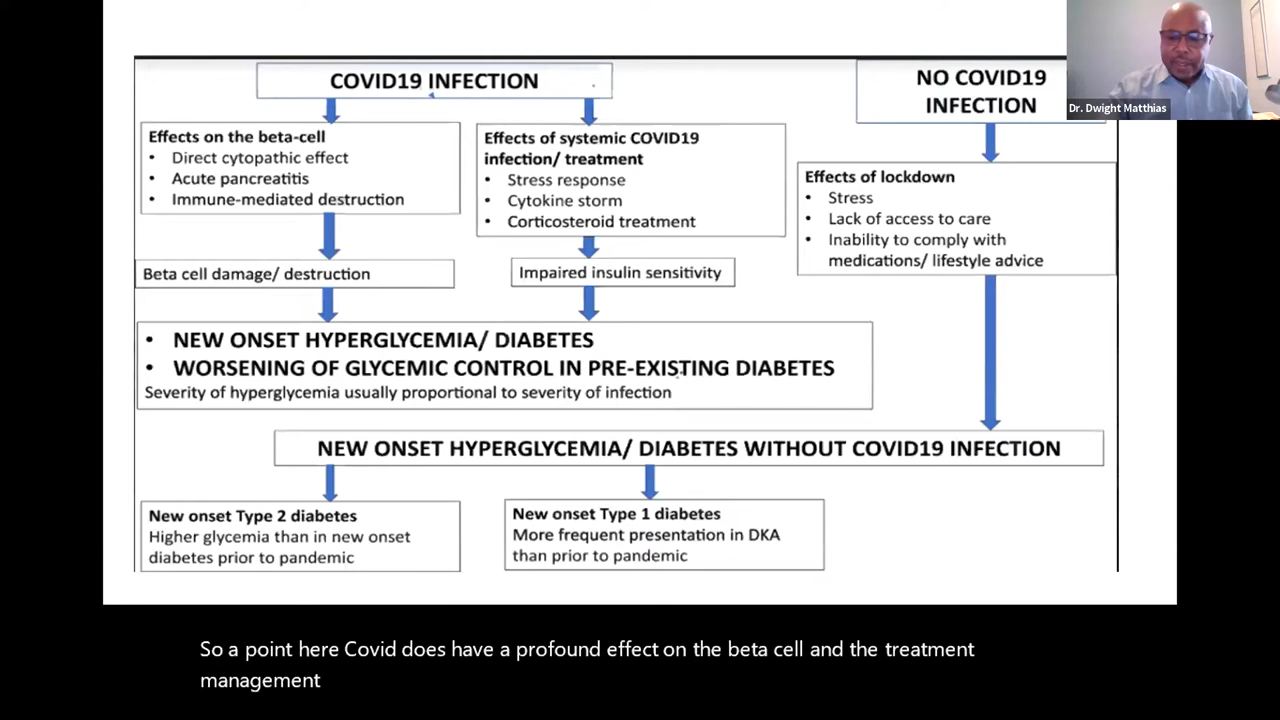 COVID19 INFECTION
Effects on the beta-cell
• Direct cytopathic effect
• Acute pancreatitis
• Immune-mediated destruction
Beta cell damage/ destruction
Effects of systemic COVID19
infection/ treatment
• Stress response
• Cytokine storm
• Corticosteroid treatment
Impaired insulin sensitivity
NO COVID19
INFECTION
Effects of lockdown
• Stress
• Lack of access to care
• Inability to comply with
medications/ lifestyle advice
• NEW ONSET HYPERGLYCEMIA/ DIABETES
• WORSENING OF GLYCEMIC CONTROL IN PRE-EXISTING DIABETES
Severity of hyperglycemia usually proportional to severity of infection
NEW ONSET HYPERGLYCEMIA/ DIABETES WITHOUT COVID19 INFECTION
New onset Type 2 diabetes
Higher glycemia than in new onset
diabetes prior to pandemic
New onset Type 1 diabetes
More frequent presentation in DKA
than prior to pandemic
Dr. Dwight Matthias
So a point here Covid does have a profound effect on the beta cell and the treatment
management